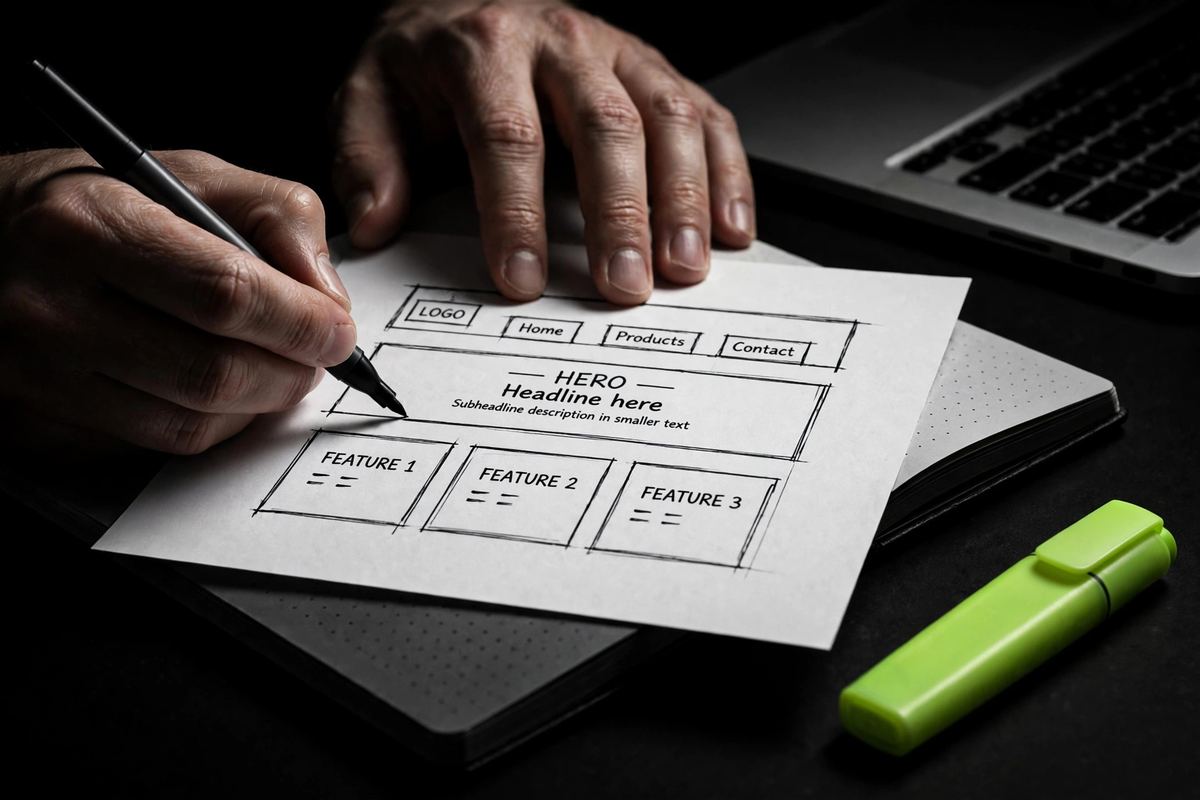 LOGO
Home
Products
Contact
HERO
Headline here
Subheadline description in smaller text
FEATURE 1
FEATURE 2
FEATURE 3